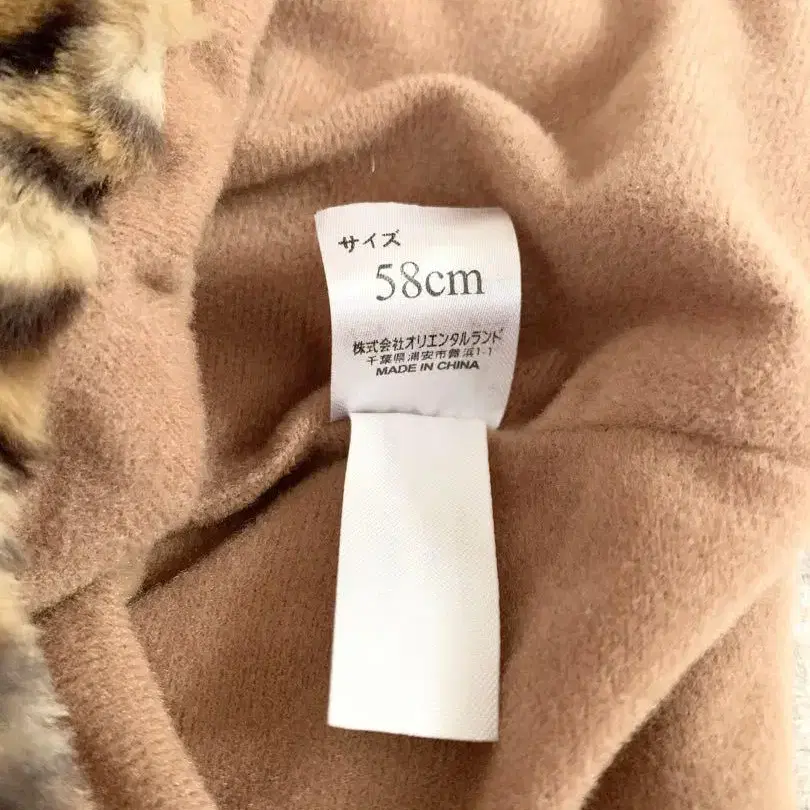 サイズ
58cm
株式会社オリエンタルランド
千葉県浦安市舞浜1-1
MADE IN CHINA